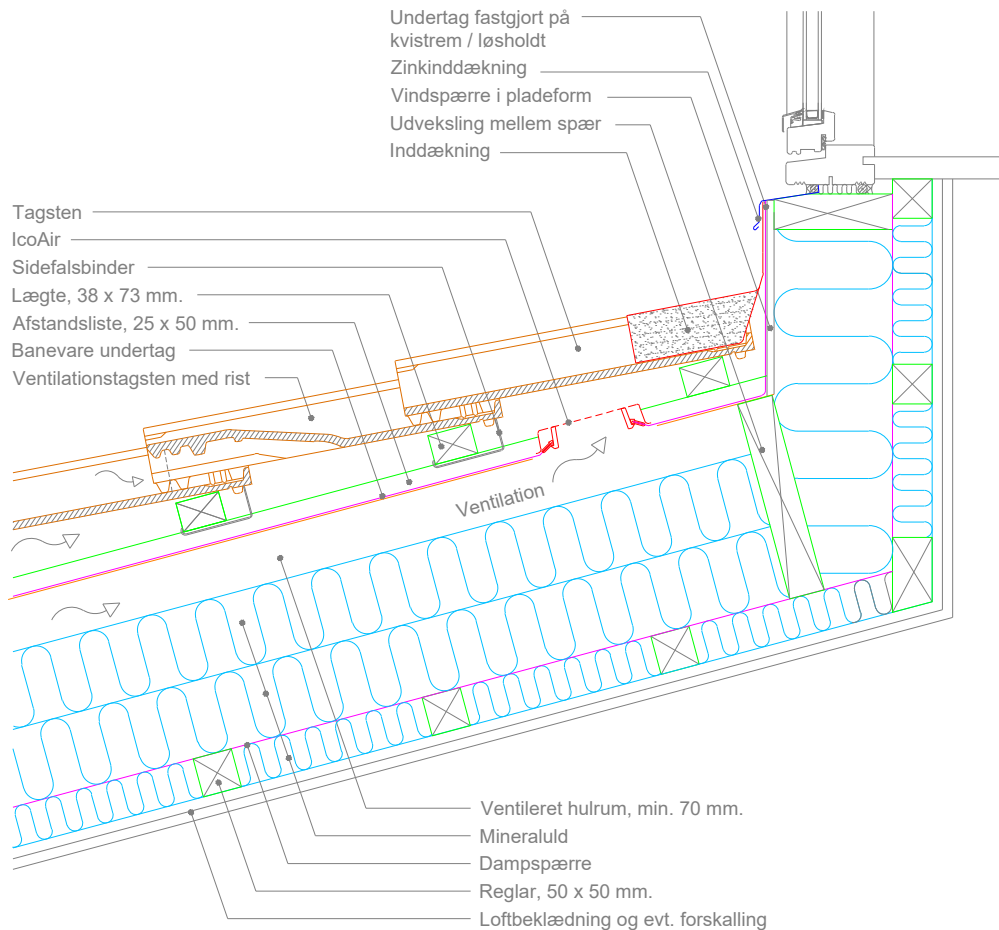 Undertag fastgjort på
kvistrem / løsholdt
Zinkinddækning
Vindspærre i pladeform
Udveksling mellem spær
Inddækning
Tagsten
IcoAir
Sidefalsbinder
Lægte, 38 x 73 mm.
Afstandsliste, 25 x 50 mm.
Banevare undertag
Ventilationstagsten med rist
Ventilation
Ventileret hulrum, min. 70 mm.
Mineraluld
Dampspærre
Reglar, 50 x 50 mm.
Loftbeklædning og evt. forskalling